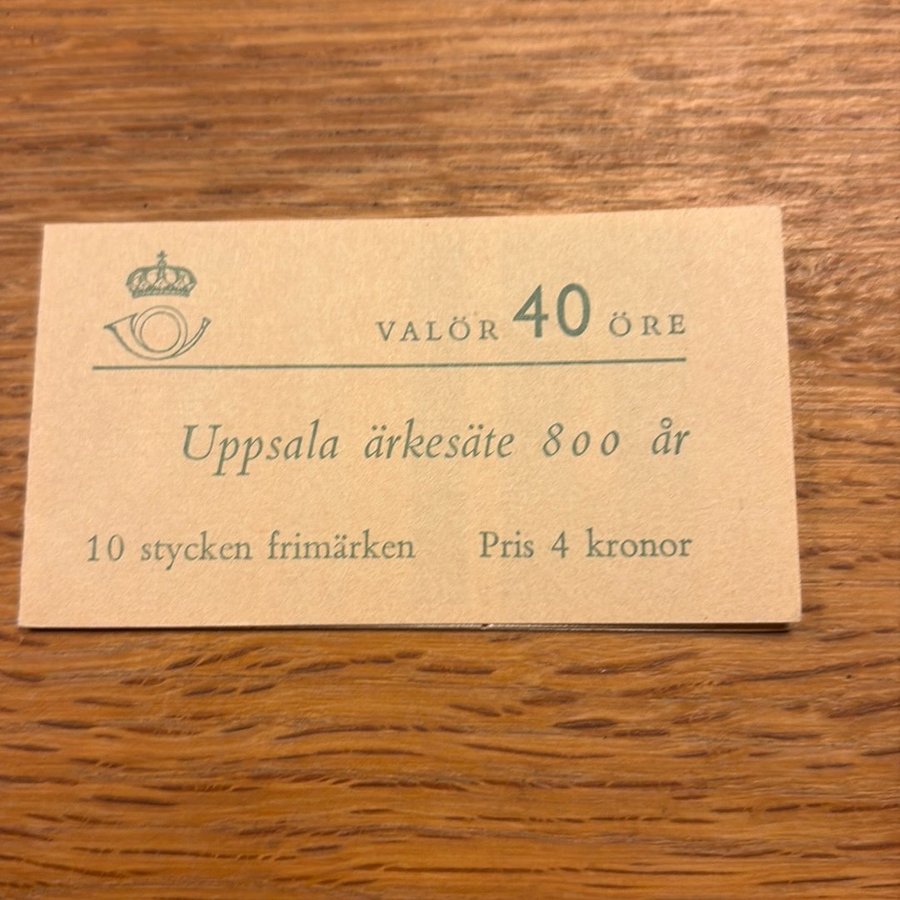 VALÖR 40 ÖRE
Uppsala ärkesäte 800 år
10 stycken frimärken Pris 4 kronor